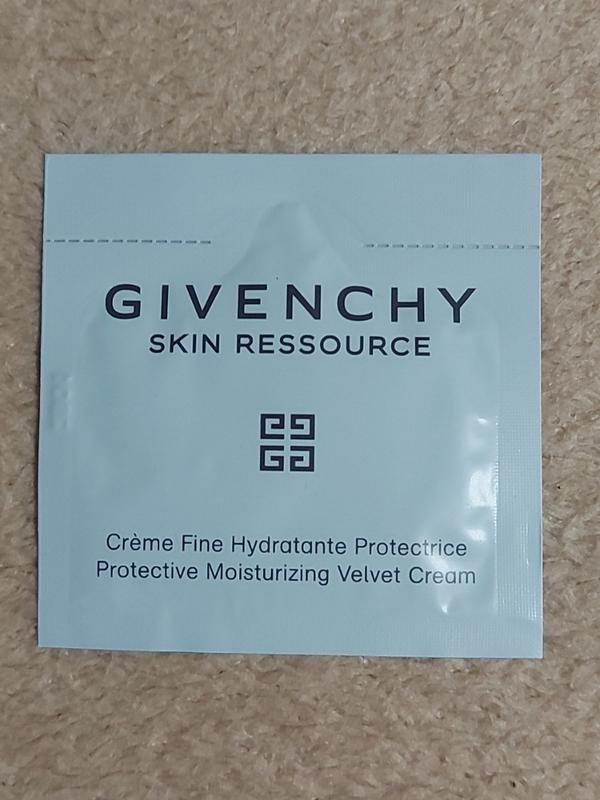 GIVENCHY
SKIN RESSOURCE
Crème Fine Hydratante Protectrice
Protective Moisturizing Velvet Cream